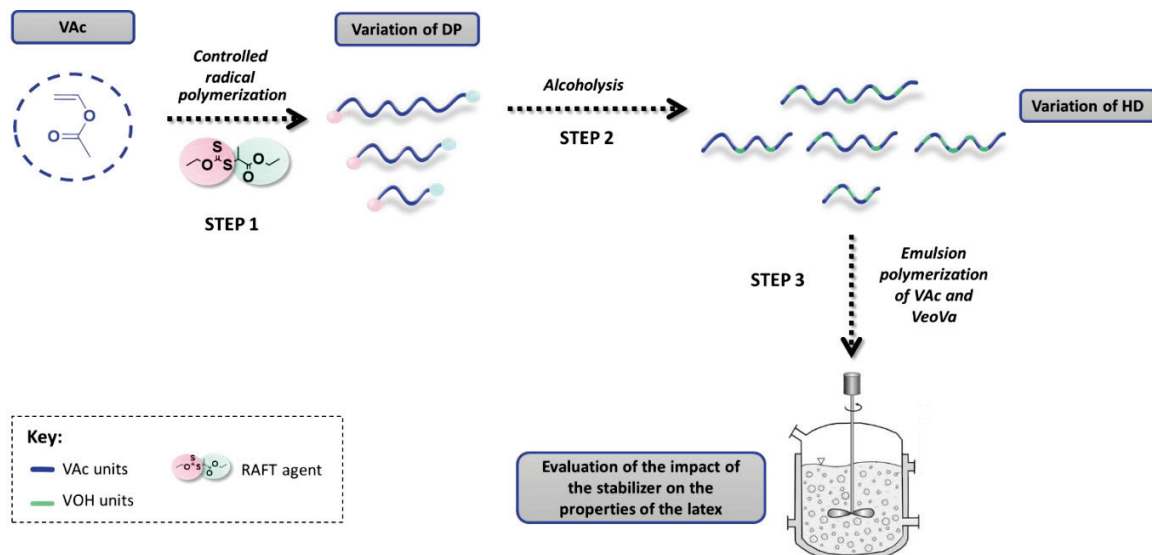 VAc
O
O
Controlled
radical
polymerization
S
O
S
O
O
STEP 1
Variation of DP
Alcoholysis
STEP 2
Variation of HD
STEP 3
Emulsion
polymerization
of VAc and
VeoVa
Key:
VAc units
VOH units
S
O
S
O
O
RAFT agent
Evaluation of the impact of
the stabilizer on the
properties of the latex